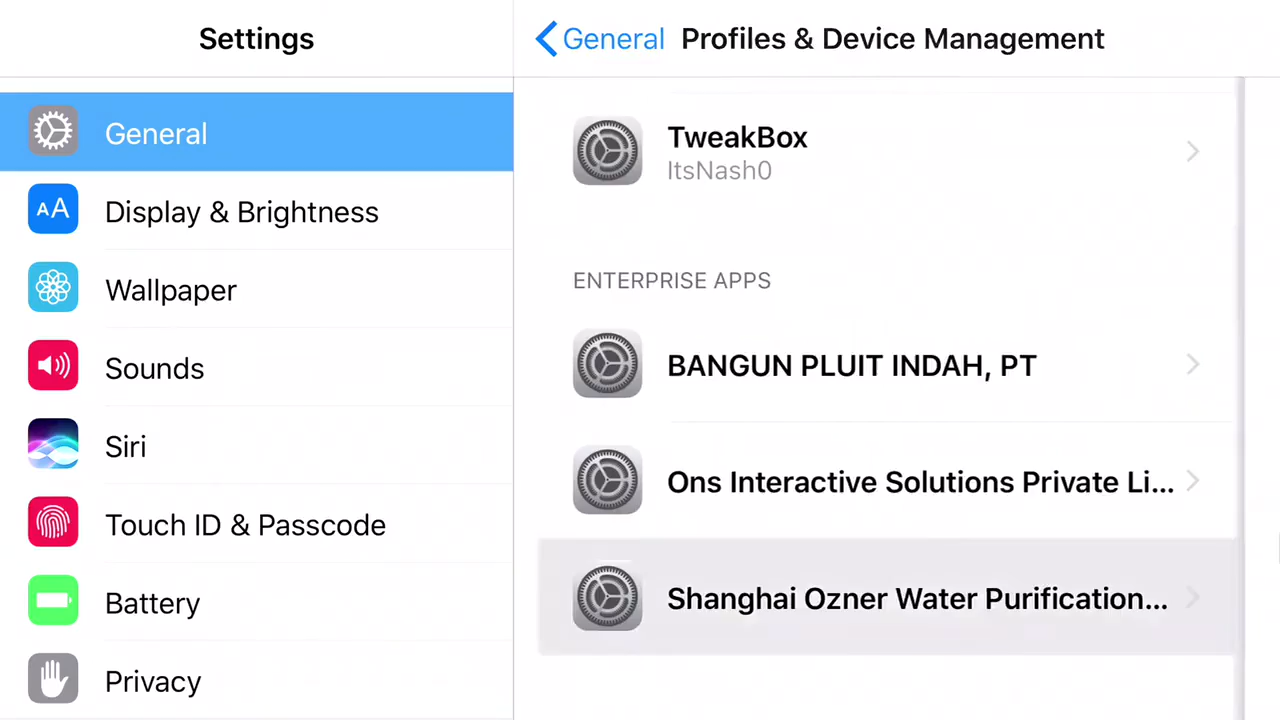 Settings
General
Display & Brightness
Wallpaper
Sounds
Siri
Touch ID & Passcode
Battery
Privacy
General Profiles & Device Management
TweakBox
ItsNash0
ENTERPRISE APPS
BANGUN PLUIT INDAH, PT
Ons Interactive Solutions Private Li...
Shanghai Ozner Water Purification...